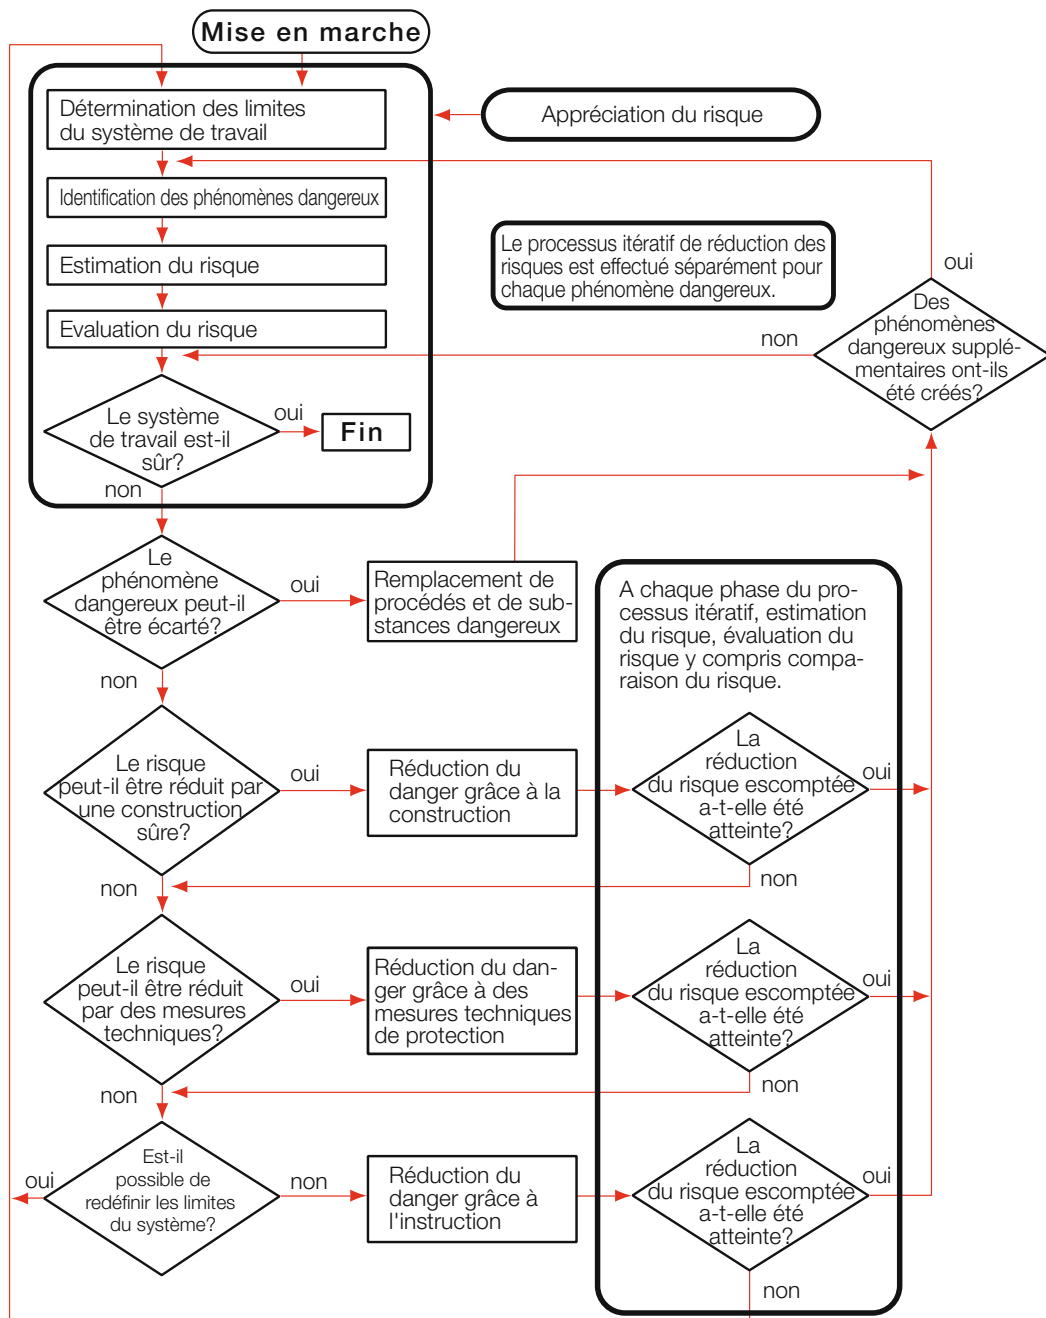 Mise en marche
Détermination des limites
du système de travail
Appréciation du risque
Identification des phénomènes dangereux
Estimation du risque
Le processus itératif de réduction des
risques est effectué séparément pour
chaque phénomène dangereux.
oui
Evaluation du risque
non
Des
phénomènes
dangereux supplé-
mentaires ont-ils
été créés?
Le système
de travail est-il
sûr?
oui
Fin
non
Le
phénomène
dangereux peut-il
être écarté?
oui
Remplacement de
procédés et de sub-
stances dangereux
A chaque phase du pro-
cessus itératif, estimation
du risque, évaluation du
risque y compris compa-
raison du risque.
non
Le risque
peut-il être réduit par
une construction
sûre?
oui
Réduction du
danger grâce à la
construction
La
réduction
du risque escomptée
a-t-elle été
atteinte?
oui
non
non
Le risque
peut-il être réduit
par des mesures
techniques?
oui
Réduction du dan-
ger grâce à des
mesures techniques
de protection
La
réduction
du risque escomptée
a-t-elle été
atteinte?
oui
non
non
oui
Est-il
possible de
redéfinir les limites
du système?
non
Réduction du
danger grâce à
l'instruction
La
réduction
du risque escomptée
a-t-elle été
atteinte?
oui
non